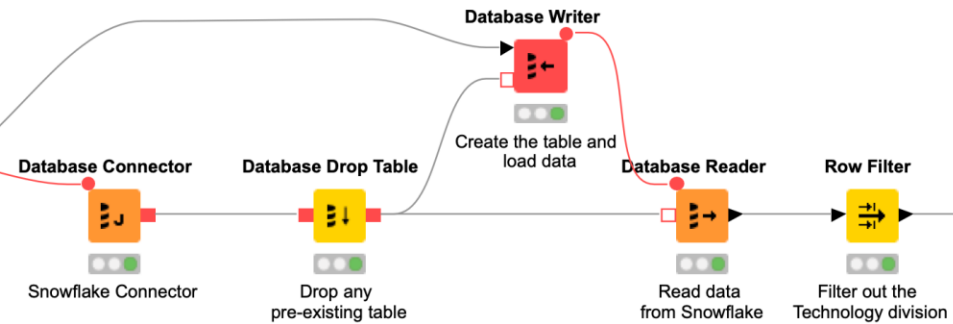 Database Writer
Create the table and
load data
Database Connector
Snowflake Connector
Database Drop Table
Drop any
pre-existing table
Database Reader
Read data
from Snowflake
Row Filter
Filter out the
Technology division